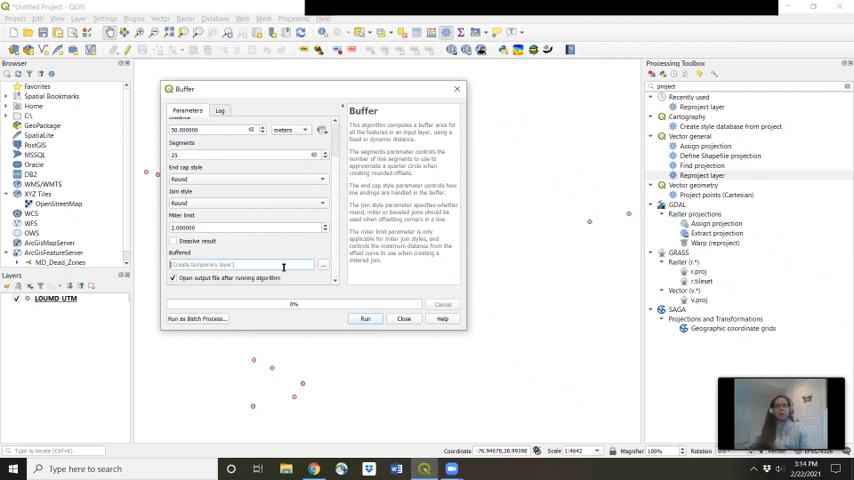 *Untitled Project - QGIS
Project Edit View Layer Settings Plugins Vector Raster Database Web Mesh Processing Help
Browser
Favorites
Spatial Bookmarks
Home
C:\
GeoPackage
SpatiaLite
PostGIS
MSSQL
Oracle
DB2
WMS/WMTS
XYZ Tiles
OpenStreetMap
WCS
WFS
OWS
ArcGisMapServer
ArcGisFeatureServer
MD_Dead_Zones
Layers
LOUMD_UTM
Buffer
Parameters Log
Distance
50.000000 meters
Segments
25
End cap style
Round
Join style
Round
Miter limit
2.000000
Dissolve result
Buffered
[Create temporary layer]
...
Open output file after running algorithm
Buffer
This algorithm computes a buffer area for all the features in an input layer, using a fixed or dynamic distance.
The segments parameter controls the number of line segments to use to approximate a quarter circle when creating rounded offsets.
The end cap style parameter controls how line endings are handled in the buffer.
The join style parameter specifies whether round, miter or beveled joins should be used when offsetting corners in a line.
The miter limit parameter is only applicable for miter join styles, and controls the maximum distance from the offset curve to use when creating a mitered join.
0%
Cancel
Run as Batch Process...
Run
Close
Help
Processing Toolbox
project
Recently used
Reproject layer
Cartography
Create style database from project
Vector general
Assign projection
Define Shapefile projection
Find projection
Reproject layer
Vector geometry
Project points (Cartesian)
GDAL
Raster projections
Assign projection
Extract projection
Warp (reproject)
GRASS
Raster (r.*)
r.proj
r.tileset
Vector (v.*)
v.proj
SAGA
Projections and Transformations
Geographic coordinate grids
Type to locate (Ctrl+K)
Coordinate -76.94678,38.99398
Scale 1:4642
Magnifier 100%
Rotation
Type here to search
3:14 PM
2/22/2021